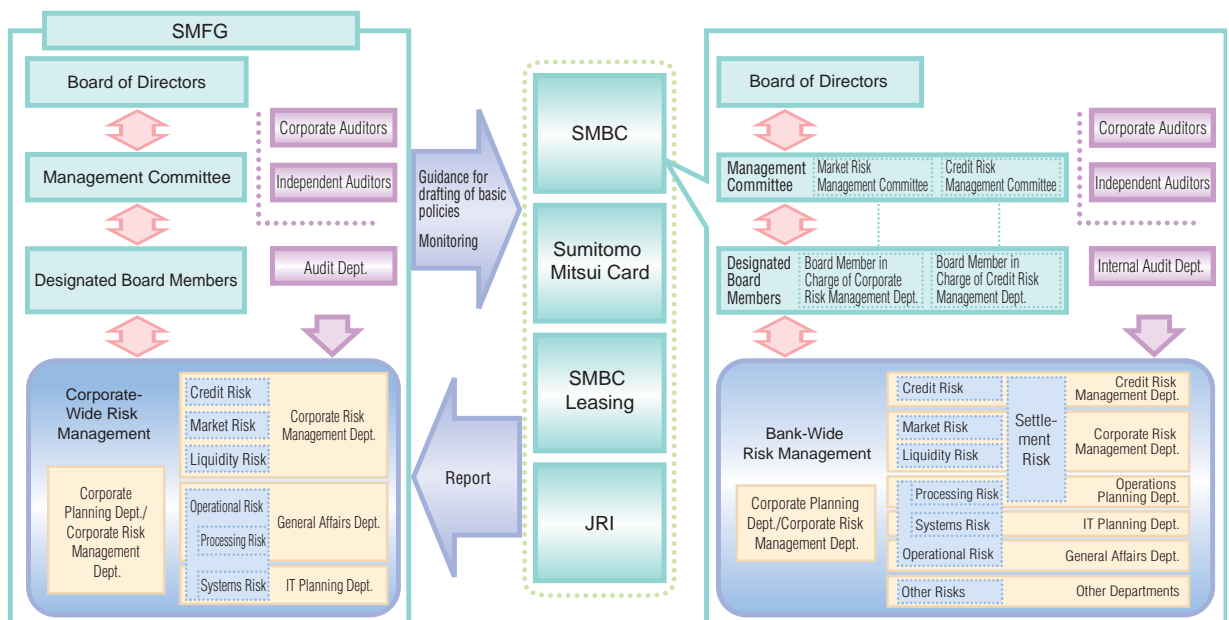 SMFG
Board of Directors
Corporate Auditors
Management Committee
Independent Auditors
Designated Board Members
Audit Dept.
Corporate-
Wide Risk
Management
Corporate
Planning Dept./
Corporate Risk
Management
Dept.
Credit Risk
Market Risk
Liquidity Risk
Corporate Risk
Management Dept.
Operational Risk
Processing Risk
General Affairs Dept.
Systems Risk
IT Planning Dept.
Guidance for
drafting of basic
policies
Monitoring
Report
SMBC
Sumitomo
Mitsui Card
SMBC
Leasing
JRI
Board of Directors
Corporate Auditors
Management
Committee
Market Risk
Management Committee
Credit Risk
Management Committee
Independent Auditors
Designated
Board
Members
Board Member in
Charge of Corporate
Risk Management Dept.
Board Member in
Charge of Credit Risk
Management Dept.
Internal Audit Dept.
Bank-Wide
Risk Management
Corporate Planning
Dept./Corporate Risk
Management Dept.
Credit Risk
Credit Risk
Management Dept.
Market Risk
Liquidity Risk
Settle-
ment
Risk
Corporate Risk
Management Dept.
Processing Risk
Operations
Planning Dept.
Systems Risk
IT Planning Dept.
Operational Risk
General Affairs Dept.
Other Risks
Other Departments